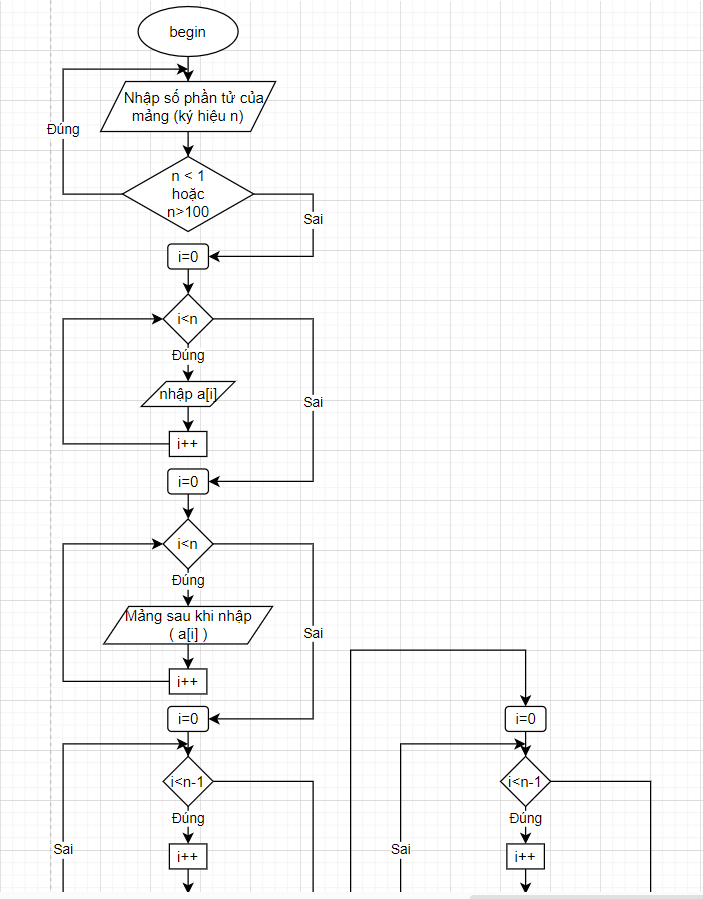 begin
Nhập số phần tử của
mảng (ký hiệu n)
Đúng
n < 1
hoặc
n>100
Sai
i=0
i<n
Đúng
nhập a[i]
Sai
i++
i=0
i<n
Đúng
Mảng sau khi nhập
( a[i] )
Sai
i++
i=0
i<n-1
Đúng
Sai
i++
i=0
i<n-1
Đúng
Sai
i++